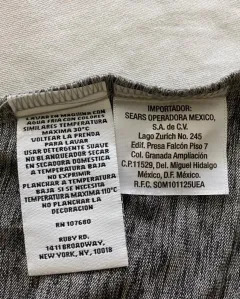 LAVAR EN MAQUINA CON
AGUA FRIA CON COLORES
SIMILARES TEMPERATURA
MAXIMA 30°C
VOLTEAR LA PRENDA
PARA LAVAR
USAR DETERGENTE SUAVE
NO BLANQUEADOR SECAR
EN SECADORA DOMESTICA
A TEMPERATURA BAJA
NO EXPRIMIR
PLANCHAR A TEMPERATURA
BAJA SI SE NECESITA
TEMPERATURA MAXIMA 110°C
NO PLANCHAR LA
DECORACION
RN 107680
RUBY RD.
1411 BROADWAY,
NEW YORK, NY, 10018
IMPORTADOR:
SEARS OPERADORA MEXICO,
S.A. de C.V.
Lago Zurich No. 245
Edif. Presa Falcón Piso 7
Col. Granada Ampliación
C.P.11529, Del. Miguel Hidalgo
México, D.F. México.
R.F.C. SOM101125UEA